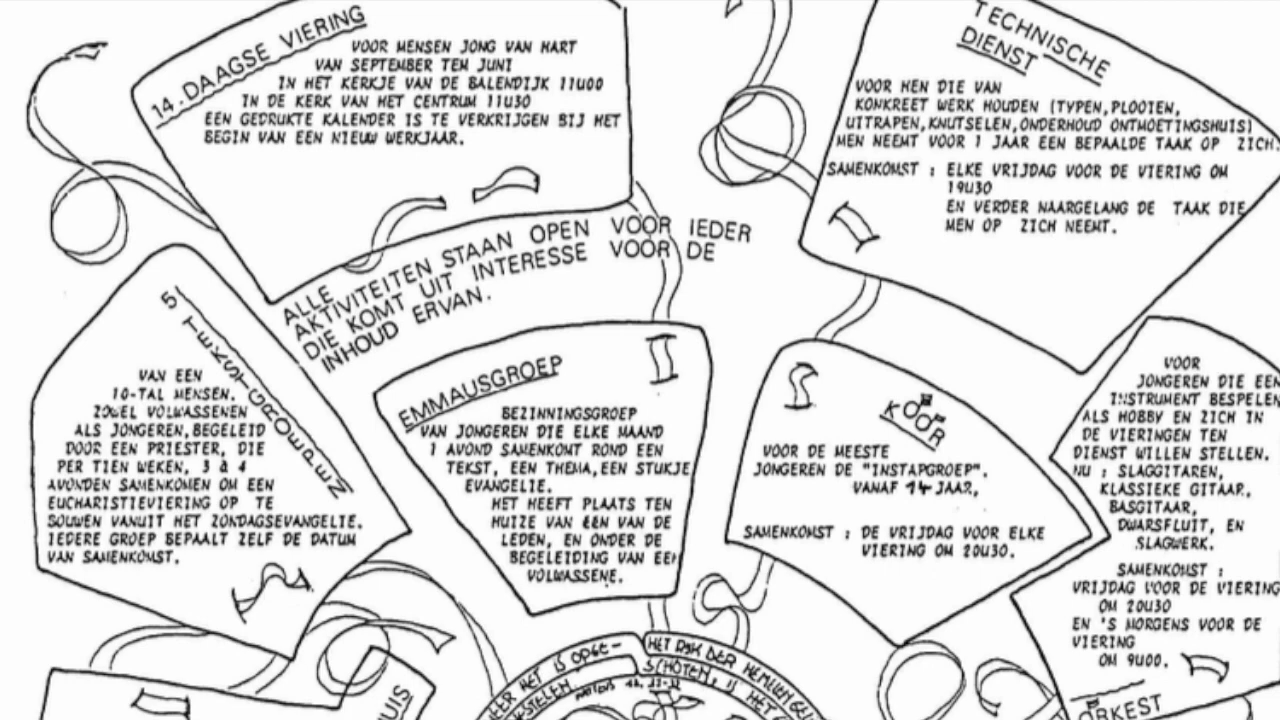 14.DAAGSE VIERING
VOOR MENSEN JONG VAN HART
VAN SEPTEMBER TEM JUNI
IN HET KERKJE VAN DE BALENDIJK 11U00
IN DE KERK VAN HET CENTRUM 11U30
EEN GEDRUKTE KALENDER IS TE VERKRIJGEN BIJ HET
BEGIN VAN EEN NIEUW WERKJAAR.
TECHNISCHE
DIENST
VOOR HEN DIE VAN
KONKREET WERK HOUDEN (TYPEN,PLOOIEN,
UITRAPEN,KNUTSELEN,ONDERHOUD ONTMOETINGSHUIS)
MEN NEEMT VOOR 1 JAAR EEN BEPAALDE TAAK OP ZICH.
SAMENKOMST : ELKE VRIJDAG VOOR DE VIERING OM
19U30
EN VERDER NAARGELANG DE TAAK DIE
MEN OP ZICH NEEMT.
ALLE
AKTIVITEITEN STAAN OPEN VOOR IEDER
DIE KOMT UIT INTERESSE VOOR DE
INHOUD ERVAN.
5 TEKSTGROEPEN
VAN EEN
10-TAL MENSEN.
ZOWEL VOLWASSENEN
ALS JONGEREN,BEGELEID
DOOR EEN PRIESTER, DIE
PER TIEN WEKEN, 3 à 4
AVONDEN SAMENKOMEN OM EEN
EUCHARISTIEVIERING OP TE
BOUWEN VANUIT HET ZONDAGSEVANGELIE.
IEDERE GROEP BEPAALT ZELF DE DATUM
VAN SAMENKOMST.
EMMAUSGROEP
BEZINNINGSGROEP
VAN JONGEREN DIE ELKE MAAND
1 AVOND SAMENKOMT ROND EEN
TEKST, EEN THEMA,EEN STUKJE
EVANGELIE.
HET HEEFT PLAATS TEN
HUIZE VAN EEN VAN DE
LEDEN, EN ONDER DE
BEGELEIDING VAN EEN
VOLWASSENE.
KOOR
VOOR DE MEESTE
JONGEREN DE "INSTAPGROEP".
VANAF 14 JAAR,
SAMENKOMST : DE VRIJDAG VOOR ELKE
VIERING OM 20U30.
VOOR
JONGEREN DIE EEN
INSTRUMENT BESPELEN
ALS HOBBY EN ZICH IN
DE VIERINGEN TEN
DIENST WILLEN STELLEN.
NU : SLAGGITAREN,
KLASSIEKE GITAAR,
BASGITAAR,
DWARSFLUIT, EN
SLAGWERK.
SAMENKOMST :
VRIJDAG VOOR DE VIERING
OM 20U30
EN 'S MORGENS VOOR DE
VIERING
OM 9U00.
ORKEST
HET IS OPGE-
SCHOTEN, IS HET
HET RIJK DER HEMELEN